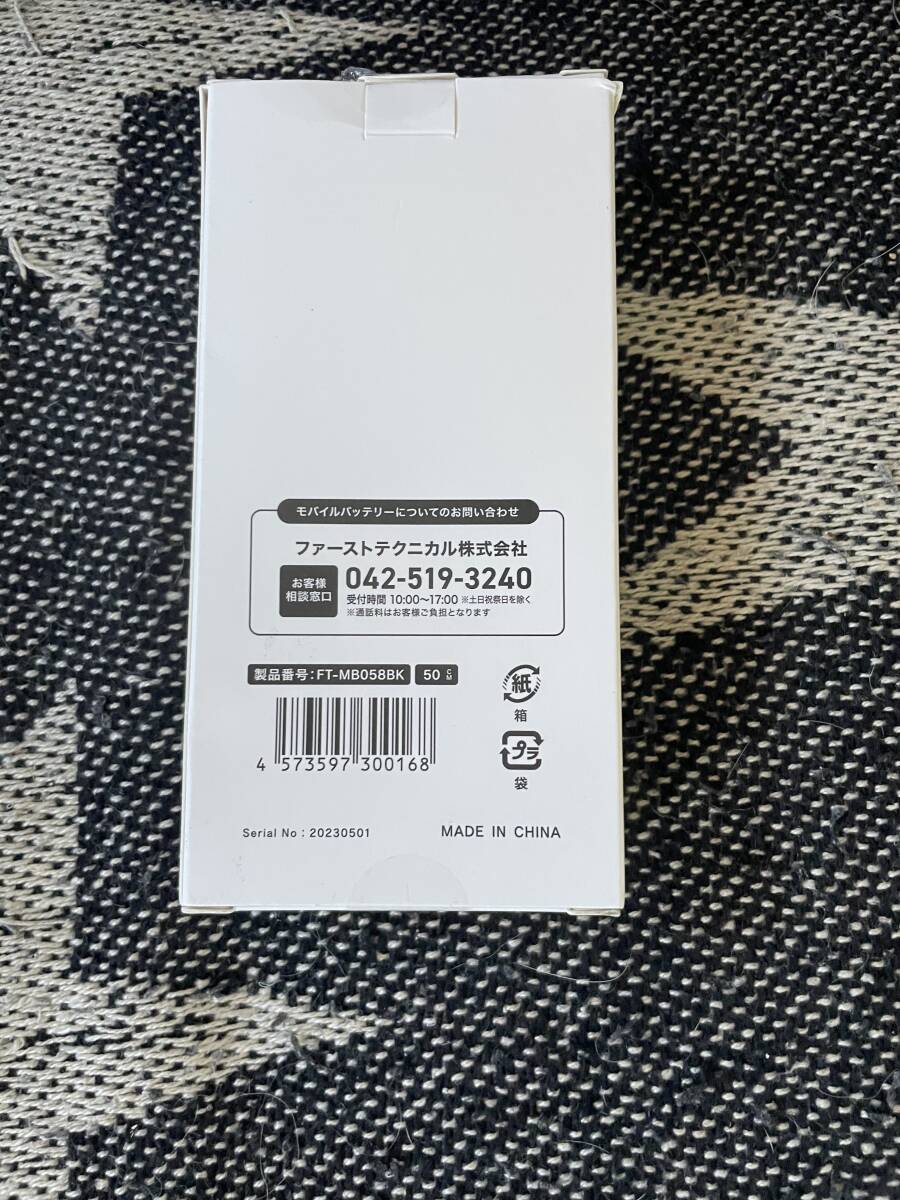 モバイルバッテリーについてのお問い合わせ
ファーストテクニカル株式会社
お客様
相談窓口
042-519-3240
受付時間 10:00〜17:00 ※土日祝祭日を除く
※通話料はお客様ご負担となります
製品番号:FT-MB058BK
50
紙
箱
プラ
袋
4 573597 300168
Serial No : 20230501
MADE IN CHINA